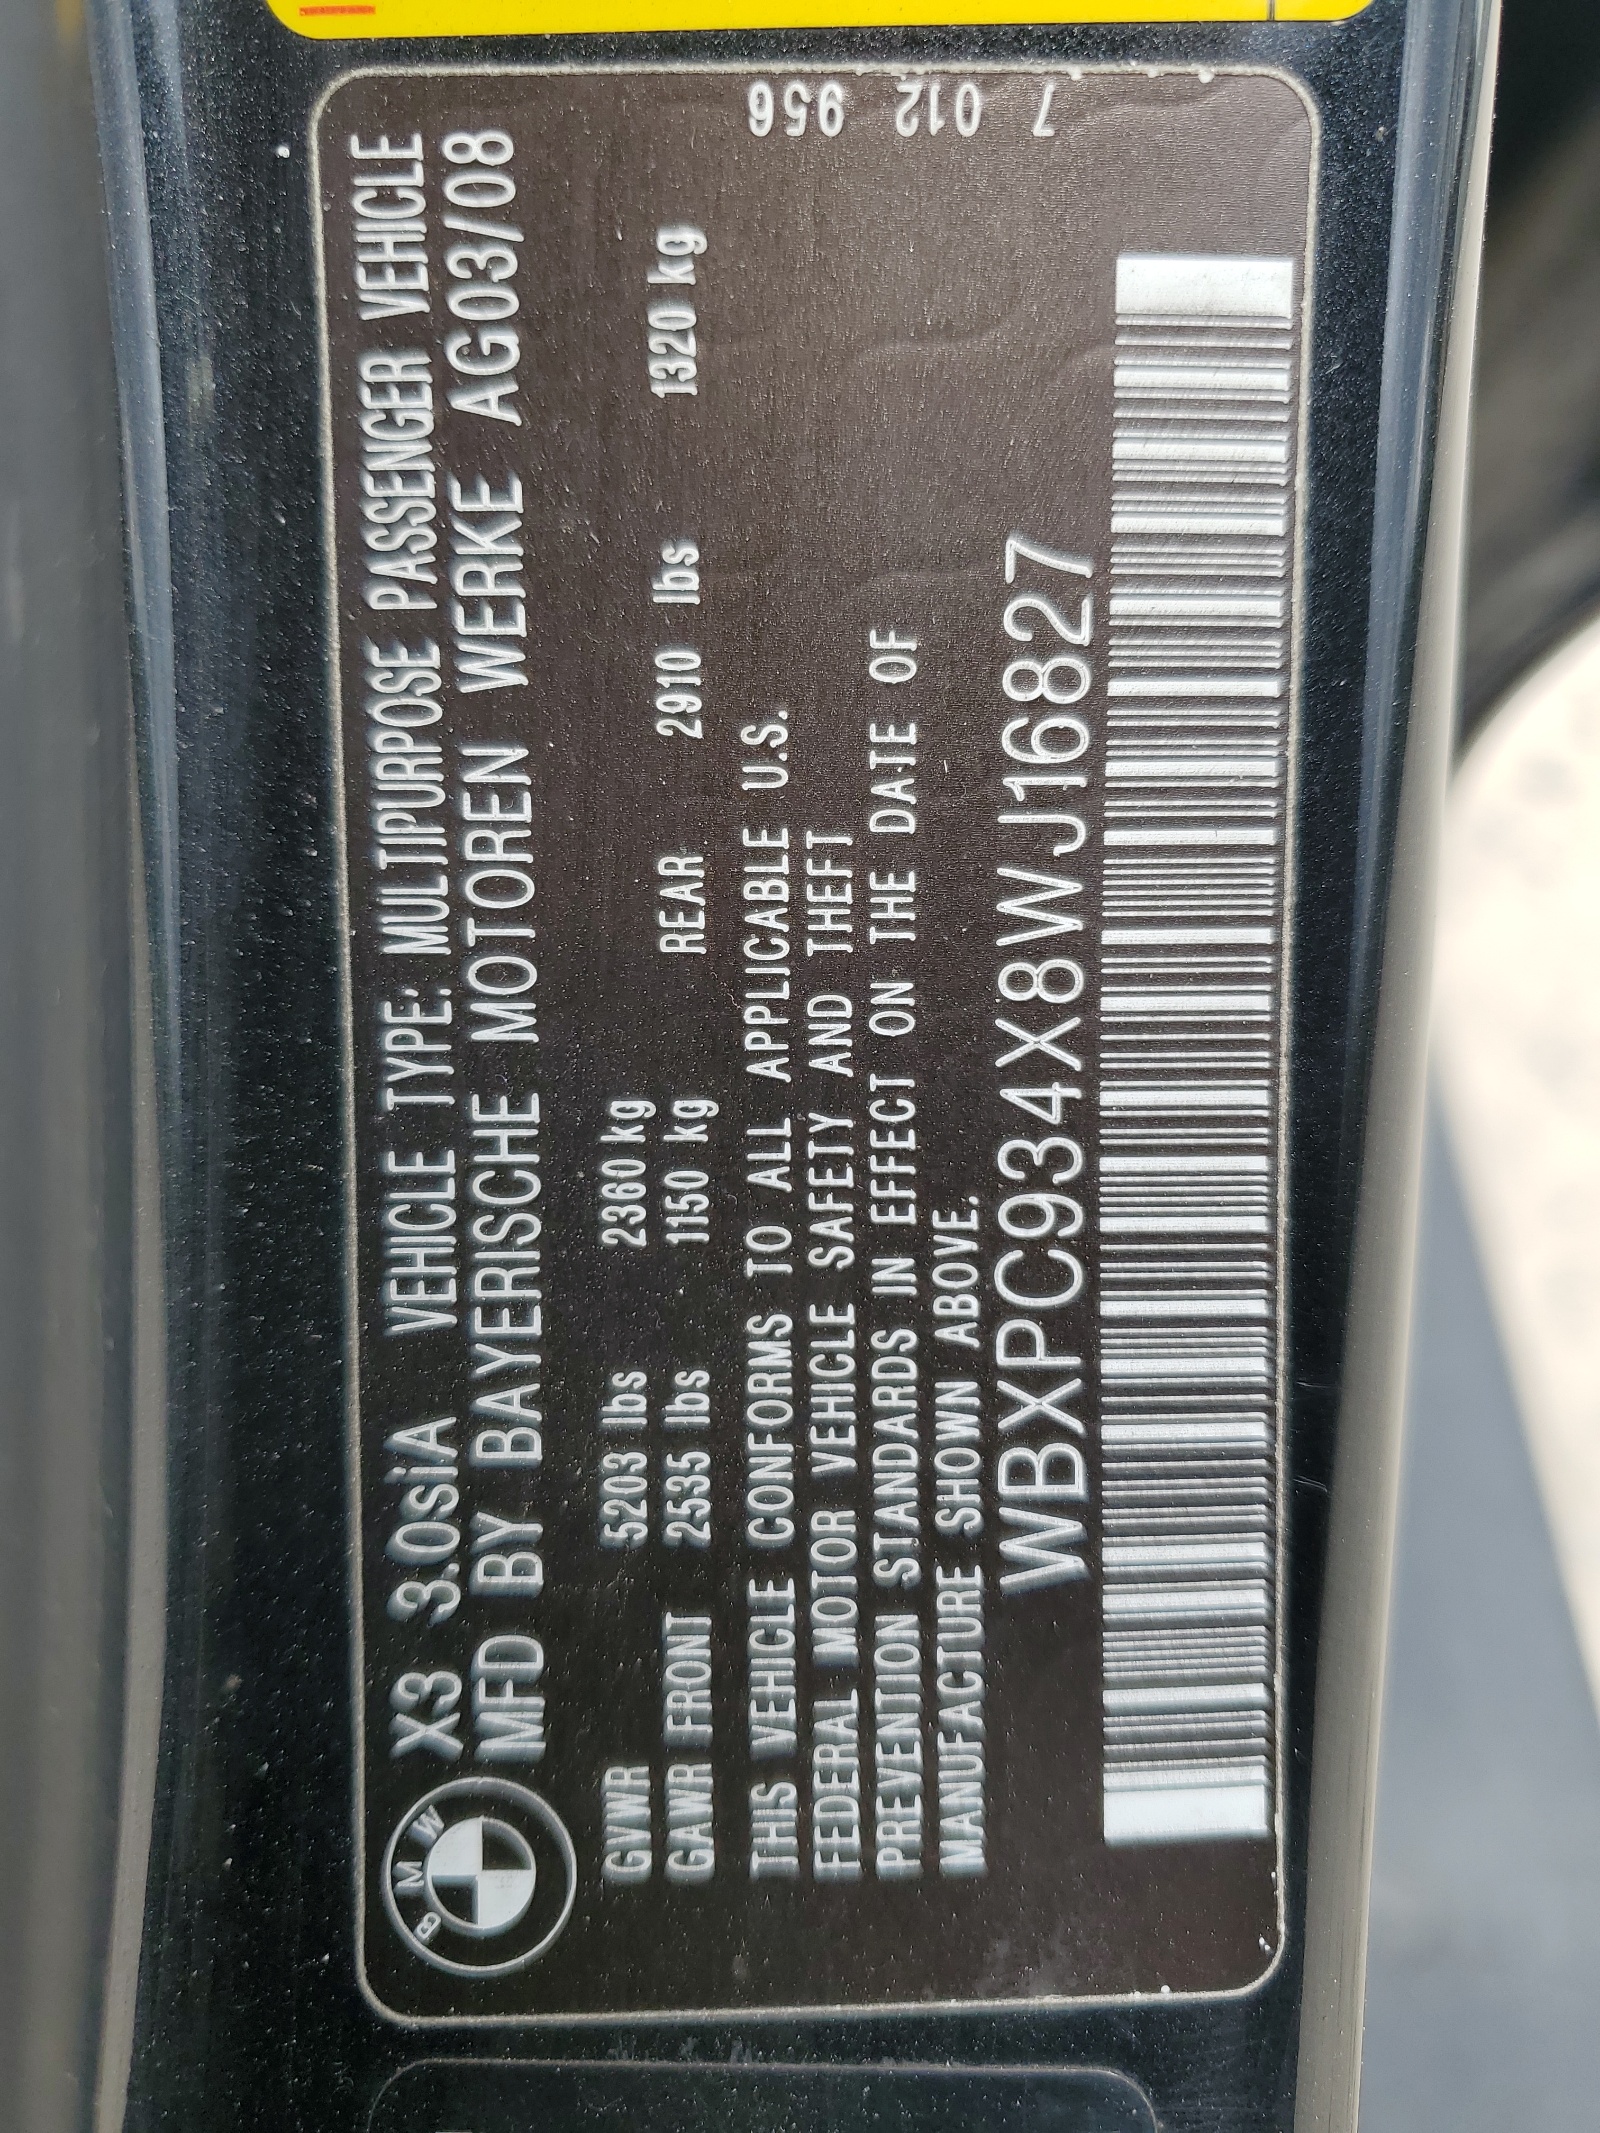 BMW
X3 3.0siA VEHICLE TYPE: MULTIPURPOSE PASSENGER VEHICLE
MFD BY BAYERISCHE MOTOREN WERKE AG03/08
GVWR 5203 lbs 2360 kg
GAWR FRONT 2535 lbs 1150 kg REAR 2910 lbs 1320 kg
THIS VEHICLE CONFORMS TO ALL APPLICABLE U.S.
FEDERAL MOTOR VEHICLE SAFETY AND THEFT
PREVENTION STANDARDS IN EFFECT ON THE DATE OF
MANUFACTURE SHOWN ABOVE.
WBXPC934X8WJ16827
7 012 956